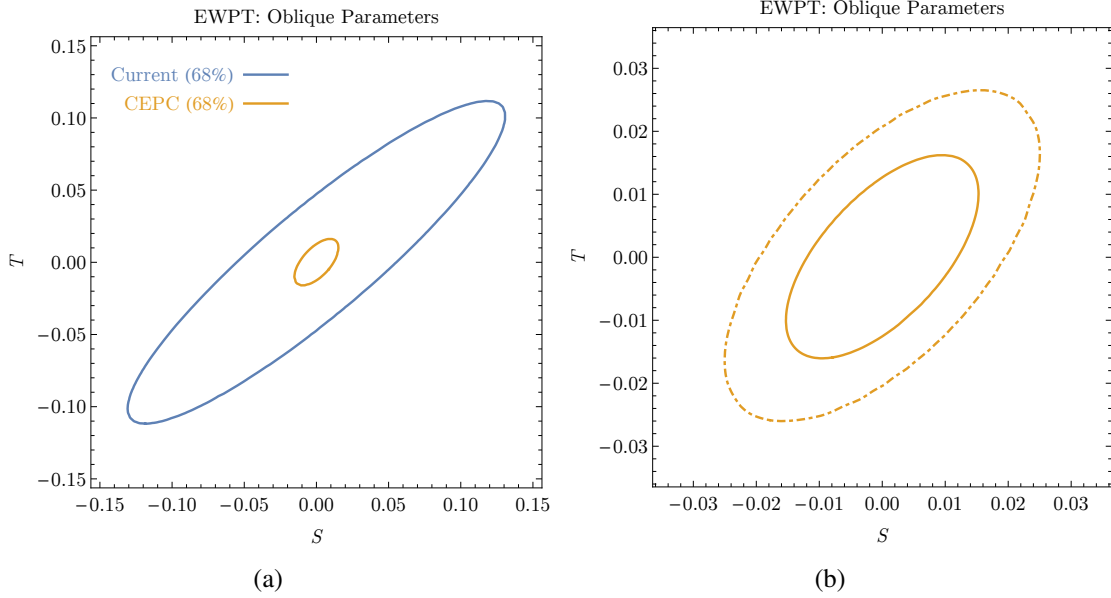 EWPT: Oblique Parameters
Current (68%)
CEPC (68%)
0.15
0.10
0.05
0.00
−0.05
−0.10
−0.15
T
−0.15 −0.10 −0.05 0.00 0.05 0.10 0.15
S
(a)
EWPT: Oblique Parameters
0.03
0.02
0.01
0.00
−0.01
−0.02
−0.03
T
−0.03 −0.02 −0.01 0.00 0.01 0.02 0.03
S
(b)